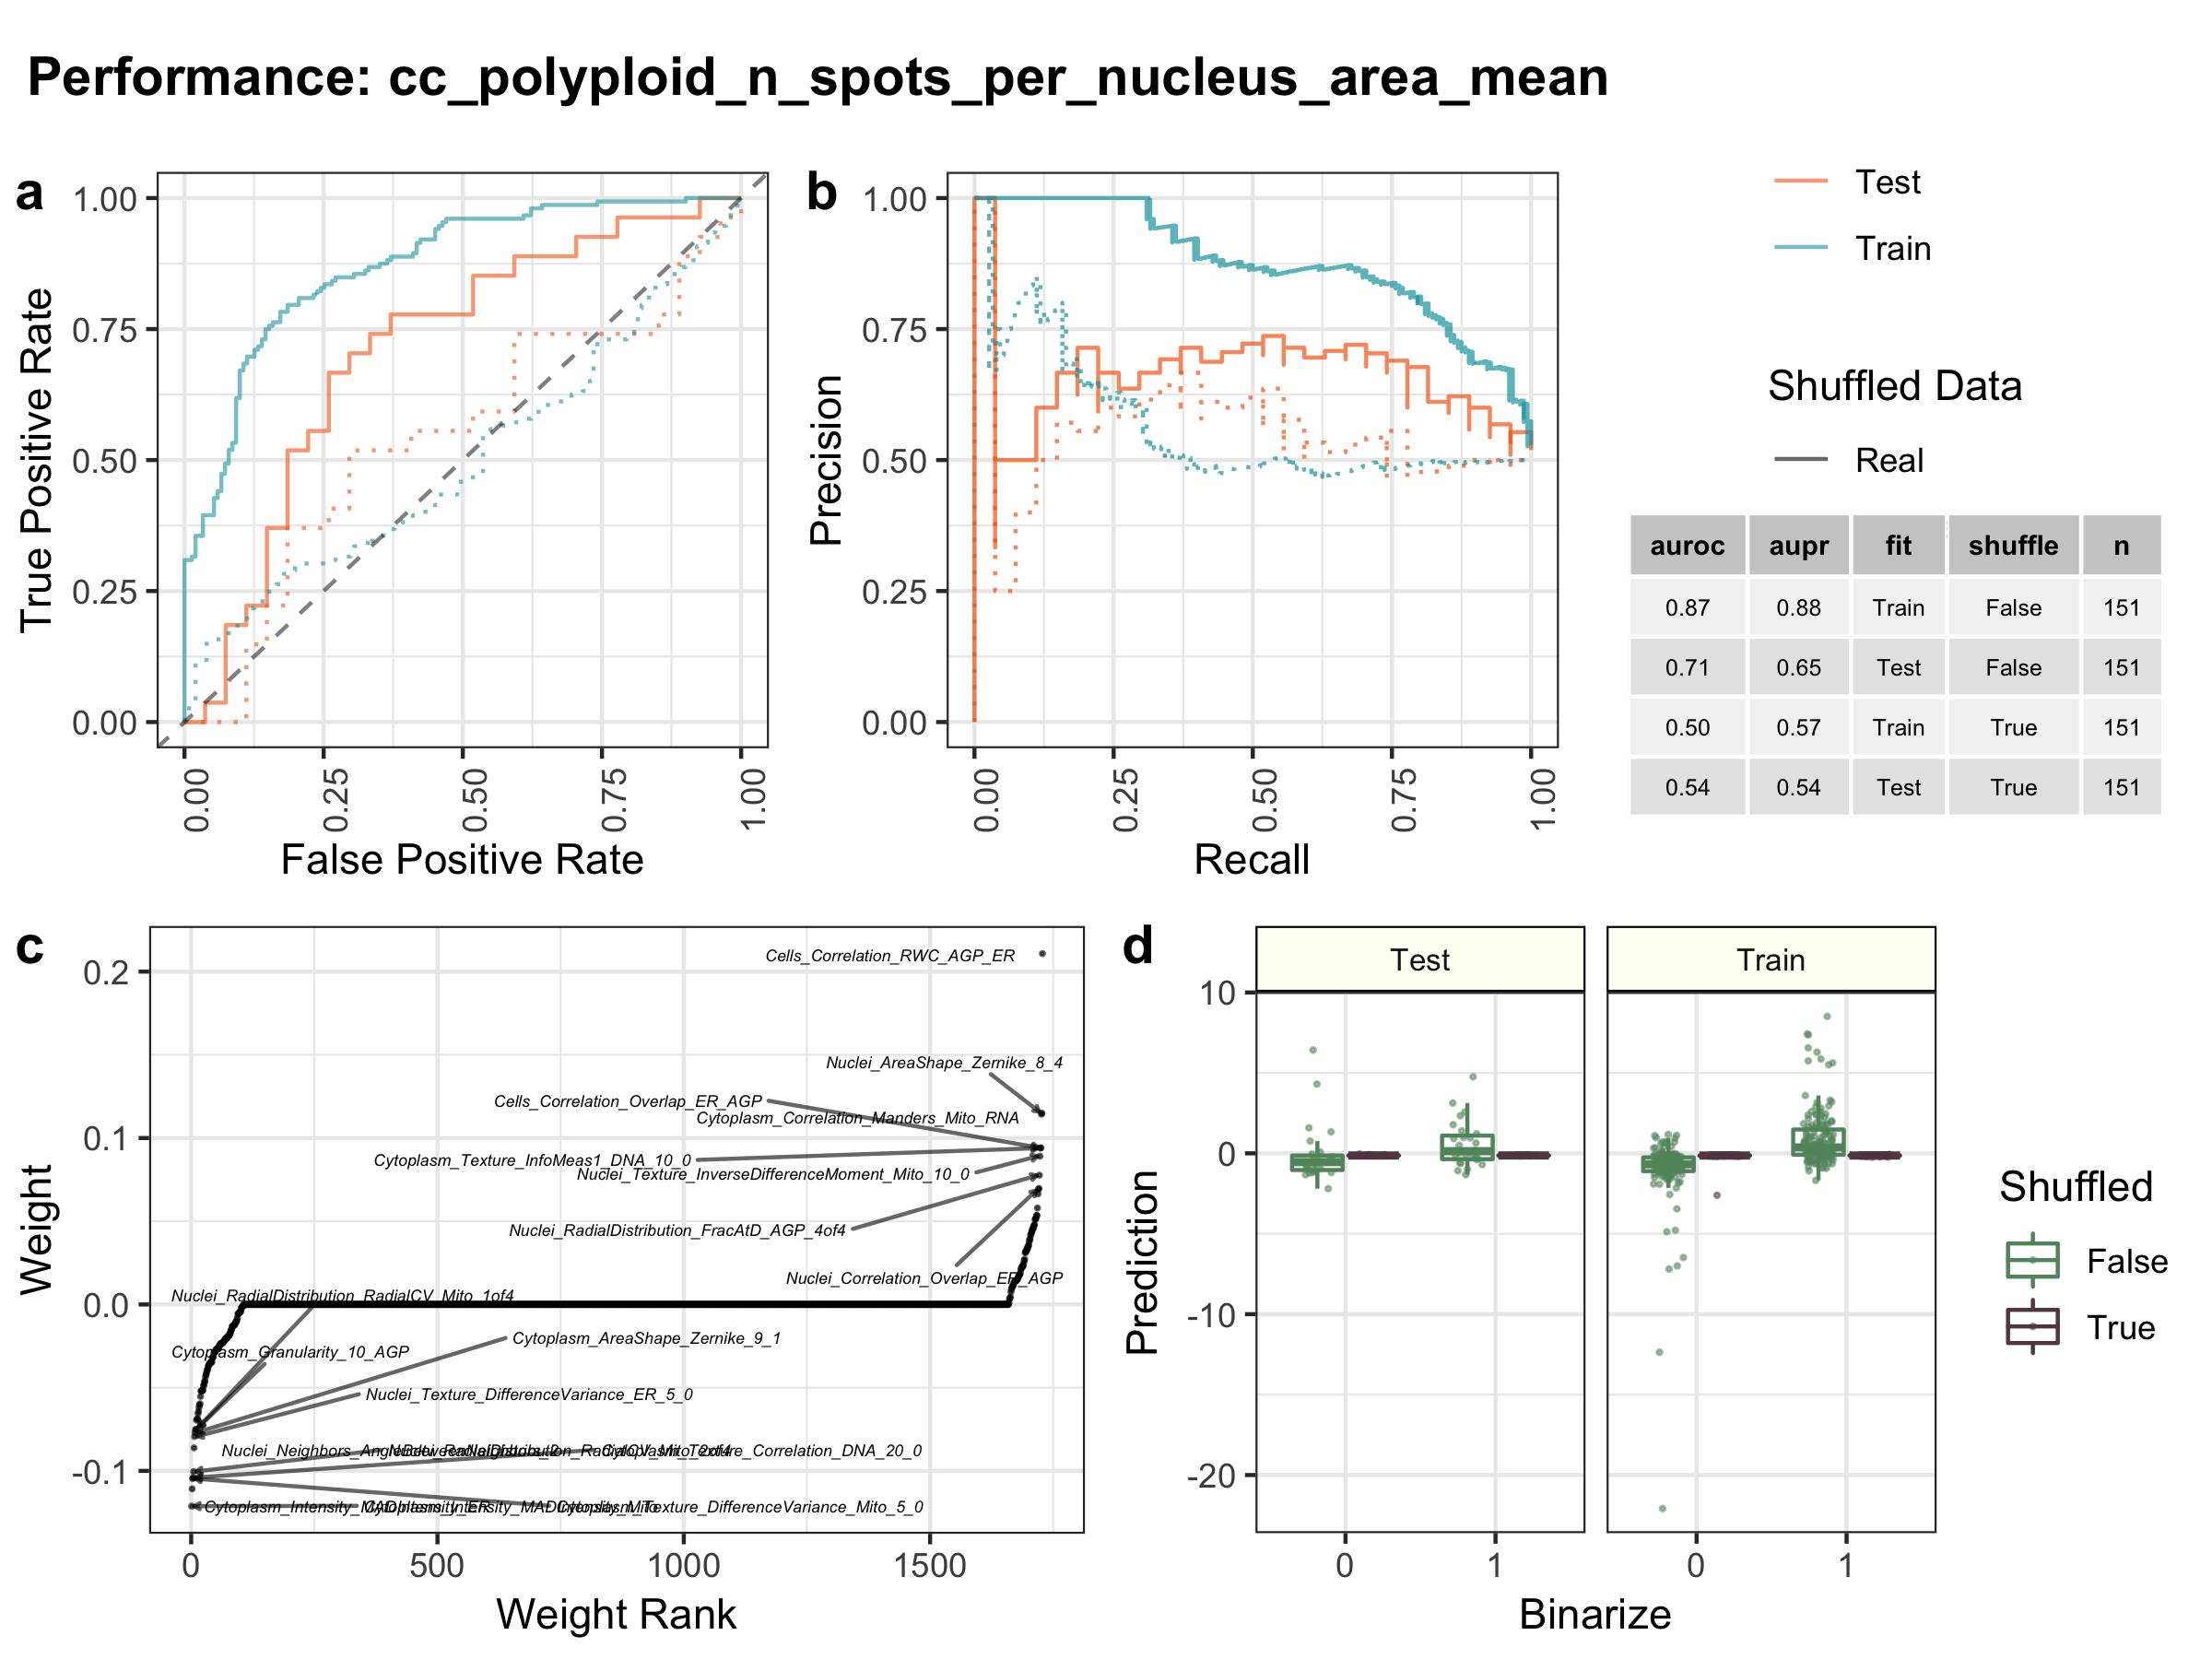 Performance: cc_polyploid_n_spots_per_nucleus_area_mean
a
1.00
0.75
0.50
0.25
0.00
True Positive Rate
0.00
0.25
0.50
0.75
1.00
False Positive Rate
b
1.00
0.75
0.50
0.25
0.00
Precision
0.00
0.25
0.50
0.75
1.00
Recall
Test
Train
Shuffled Data
Real
auroc aupr fit shuffle n
0.87 0.88 Train False 151
0.71 0.65 Test False 151
0.50 0.57 Train True 151
0.54 0.54 Test True 151
c
0.2
0.1
0.0
-0.1
Weight
Cells_Correlation_RWC_AGP_ER
Nuclei_AreaShape_Zernike_8_4
Cells_Correlation_Overlap_ER_AGP
Cytoplasm_Correlation_Manders_Mito_RNA
Cytoplasm_Texture_InfoMeas1_DNA_10_0
Nuclei_Texture_InverseDifferenceMoment_Mito_10_0
Nuclei_RadialDistribution_FracAtD_AGP_4of4
Nuclei_Correlation_Overlap_ER_AGP
Nuclei_RadialDistribution_RadialCV_Mito_1of4
Cytoplasm_AreaShape_Zernike_9_1
Cytoplasm_Granularity_10_AGP
Nuclei_Texture_DifferenceVariance_ER_5_0
Nuclei_Neighbors_AngleBetweenNeighbors_2
Nuclei_RadialDistribution_RadialCV_Mito_2of4
Cytoplasm_Texture_Correlation_DNA_20_0
Cytoplasm_Intensity_MADIntensity_ER
Cytoplasm_Intensity_MADIntensity_Mito
Cytoplasm_Texture_DifferenceVariance_Mito_5_0
0
500
1000
1500
Weight Rank
d
Test
Train
10
0
-10
-20
Prediction
0
1
0
1
Binarize
Shuffled
False
True